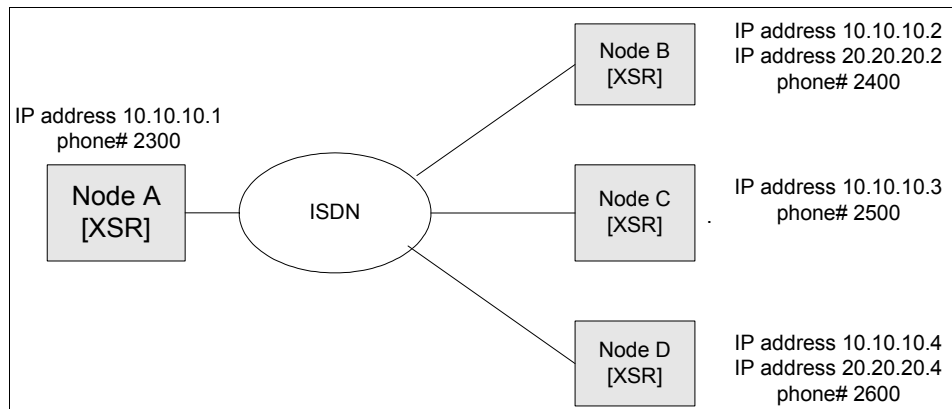 IP address 10.10.10.1
phone# 2300
Node A
[XSR]
ISDN
Node B
[XSR]
IP address 10.10.10.2
IP address 20.20.20.2
phone# 2400
Node C
[XSR]
.
IP address 10.10.10.3
phone# 2500
Node D
[XSR]
IP address 10.10.10.4
IP address 20.20.20.4
phone# 2600